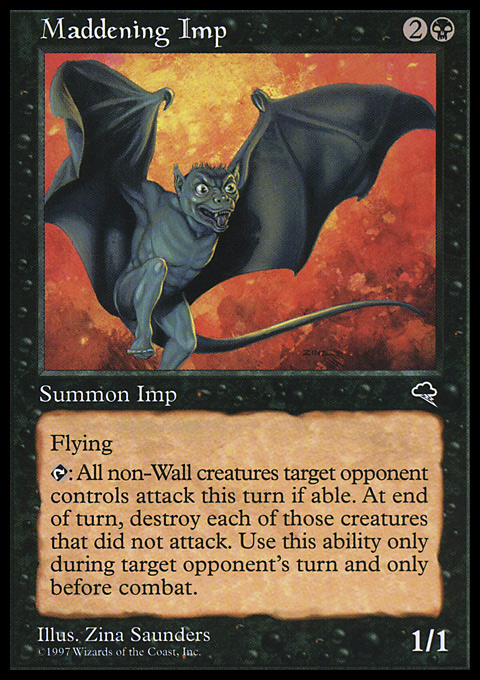 Maddening Imp 2
ZINA
Summon Imp
Flying
: All non-Wall creatures target opponent
controls attack this turn if able. At end
of turn, destroy each of those creatures
that did not attack. Use this ability only
during target opponent's turn and only
before combat.
Illus. Zina Saunders
©1997 Wizards of the Coast, Inc.
1/1